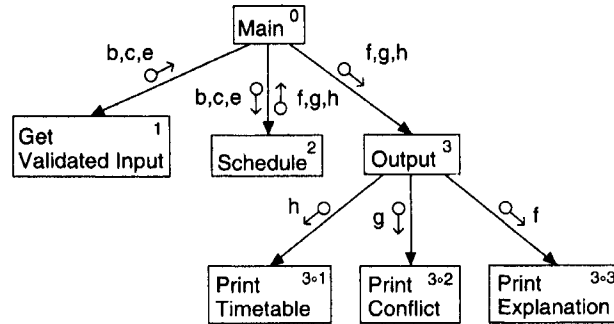 Main 0
b,c,e
f,g,h
b,c,e
f,g,h
Get 1
Validated Input
Schedule 2
Output 3
h
g
f
Print 3∘1
Timetable
Print 3∘2
Conflict
Print 3∘3
Explanation